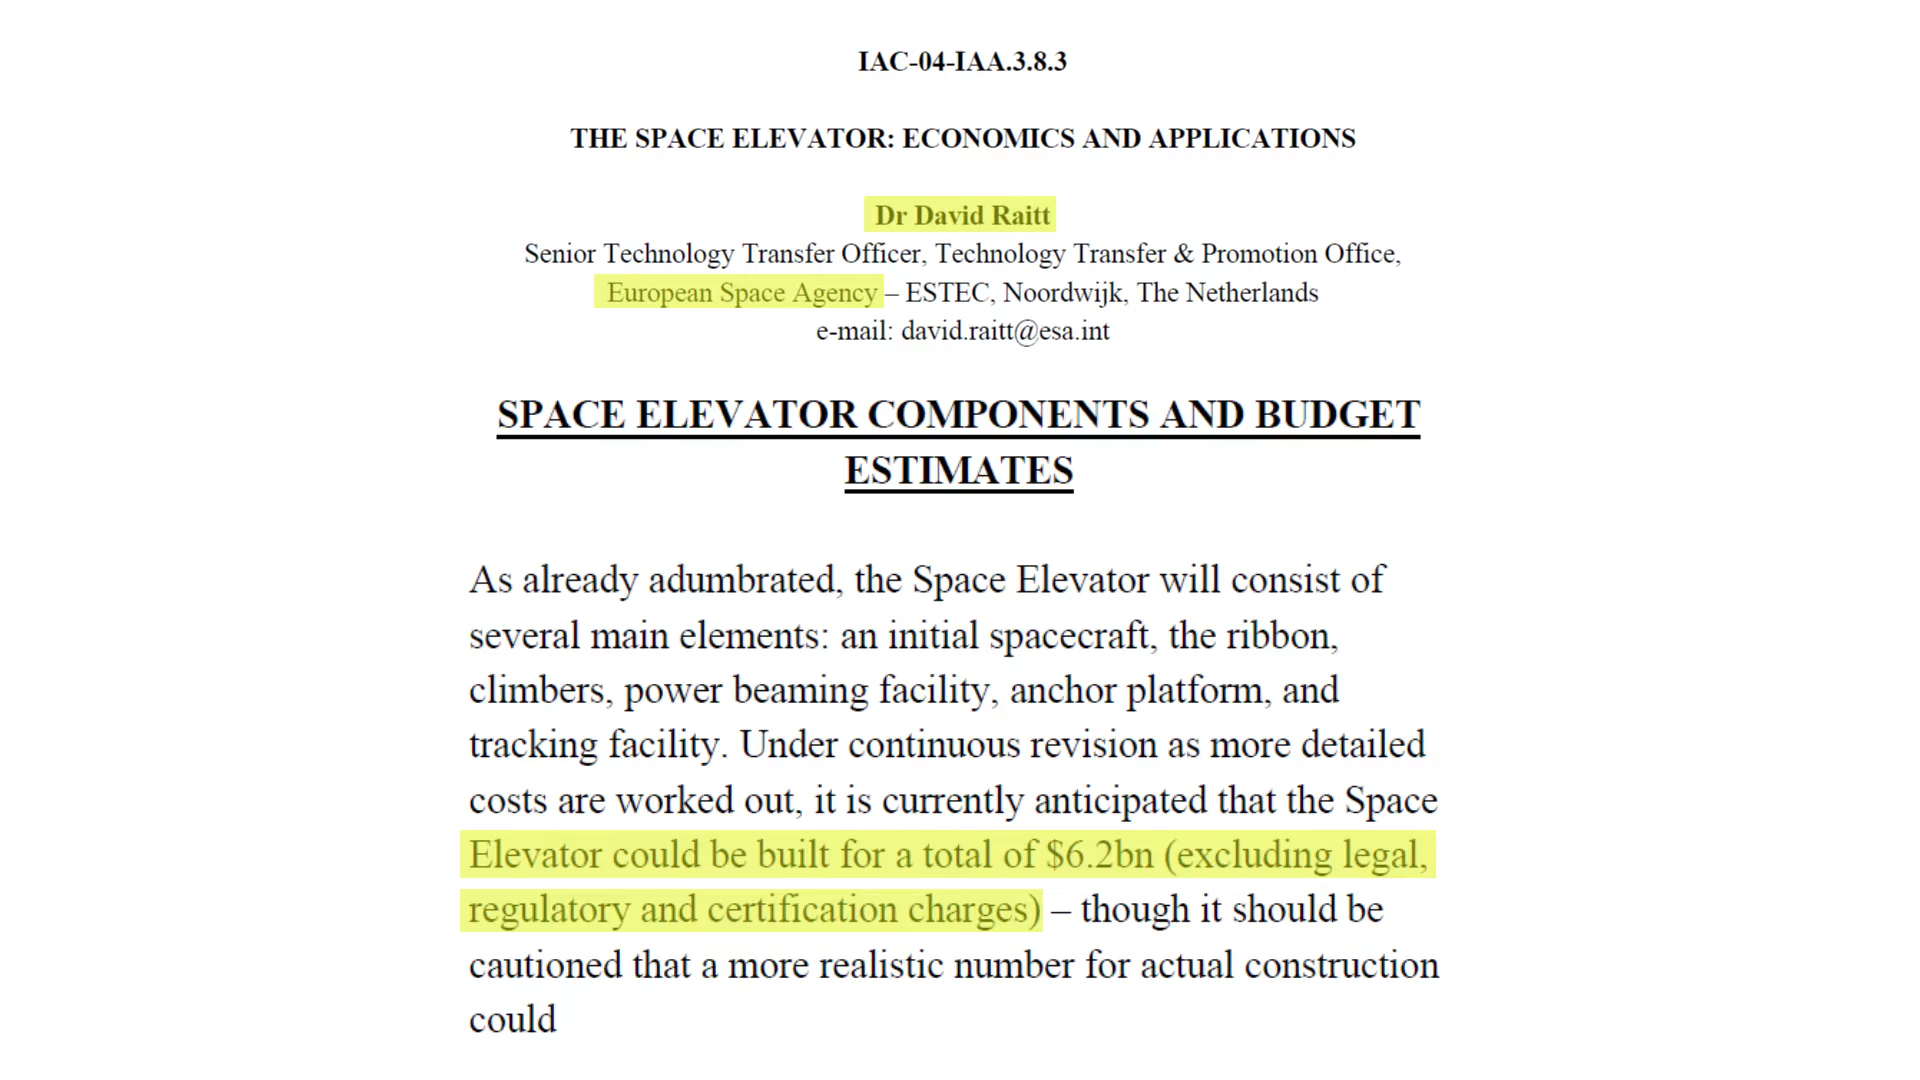 IAC-04-IAA.3.8.3
THE SPACE ELEVATOR: ECONOMICS AND APPLICATIONS
Dr David Raitt
Senior Technology Transfer Officer, Technology Transfer & Promotion Office,
European Space Agency – ESTEC, Noordwijk, The Netherlands
e-mail: david.raitt@esa.int
SPACE ELEVATOR COMPONENTS AND BUDGET
ESTIMATES
As already adumbrated, the Space Elevator will consist of
several main elements: an initial spacecraft, the ribbon,
climbers, power beaming facility, anchor platform, and
tracking facility. Under continuous revision as more detailed
costs are worked out, it is currently anticipated that the Space
Elevator could be built for a total of $6.2bn (excluding legal,
regulatory and certification charges) – though it should be
cautioned that a more realistic number for actual construction
could